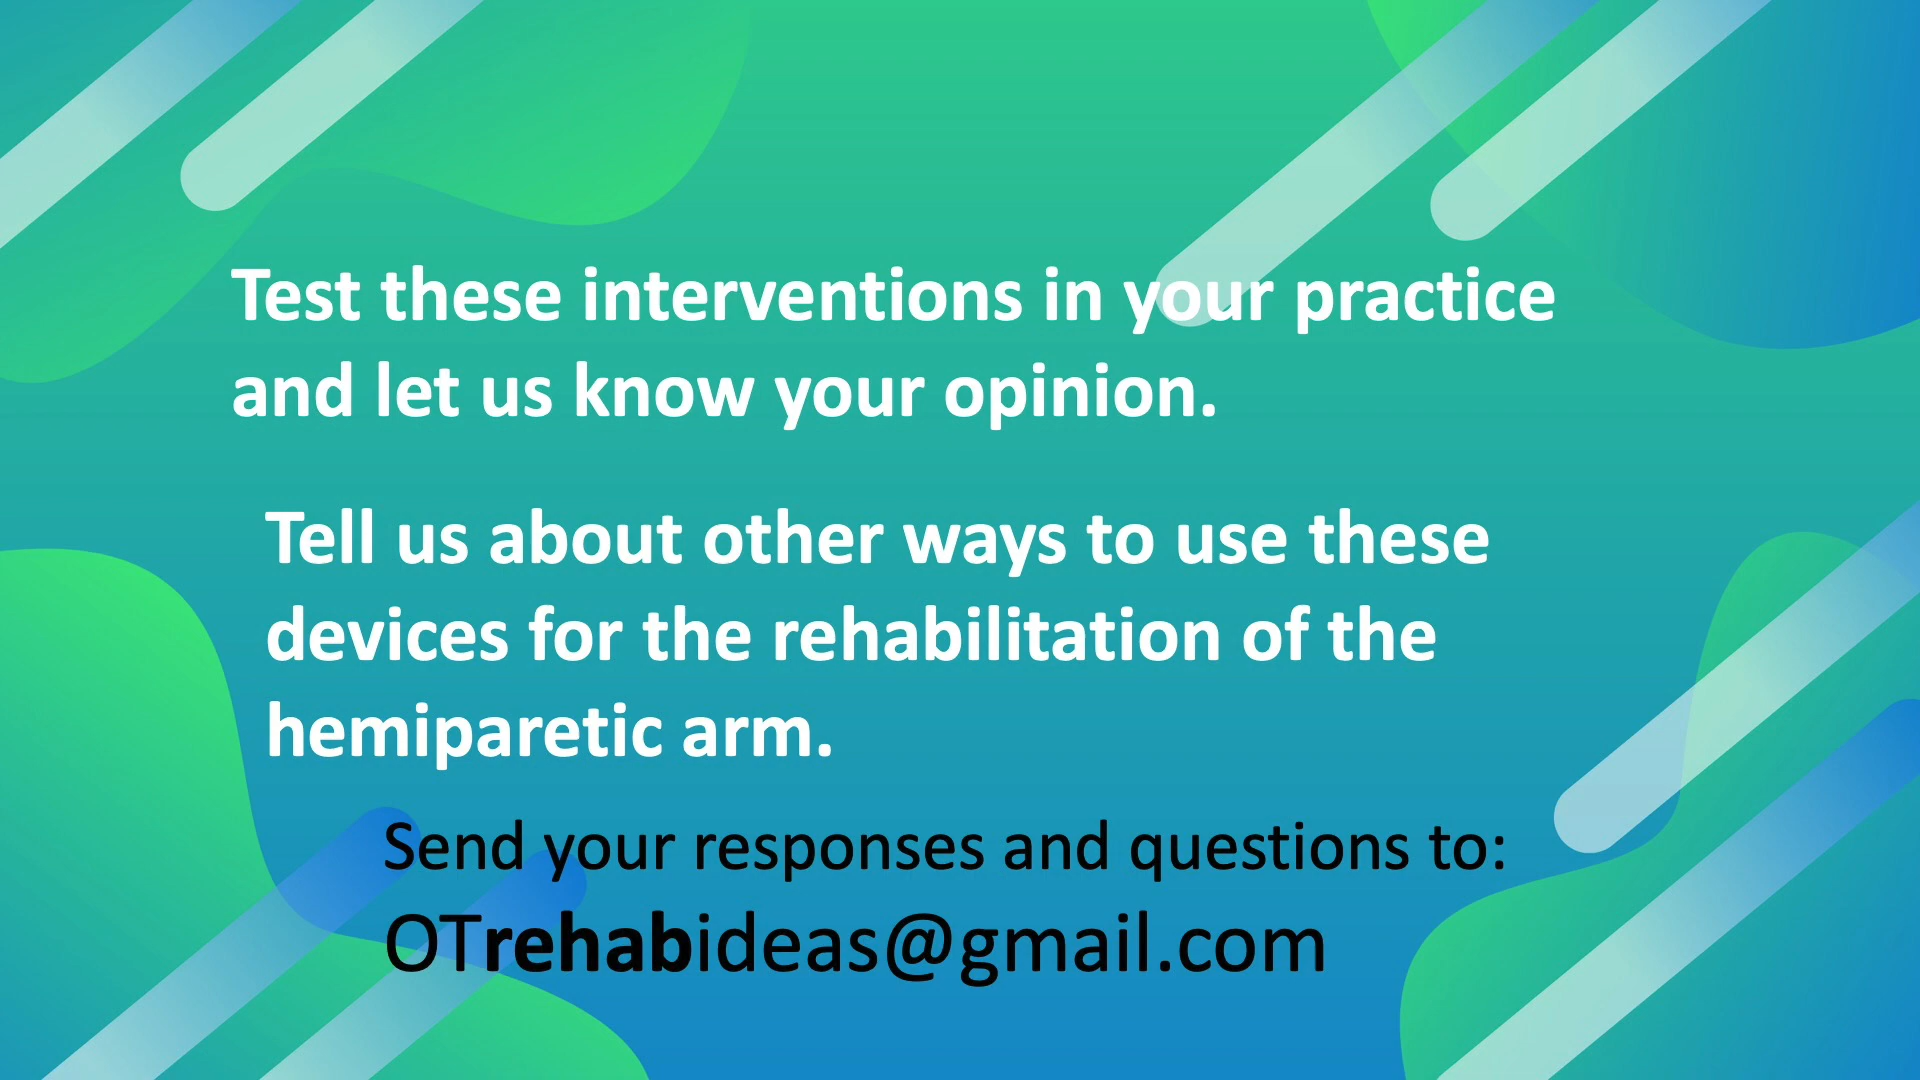 Test these interventions in your practice
and let us know your opinion.
Tell us about other ways to use these
devices for the rehabilitation of the
hemiparetic arm.
Send your responses and questions to:
OTrehabideas@gmail.com